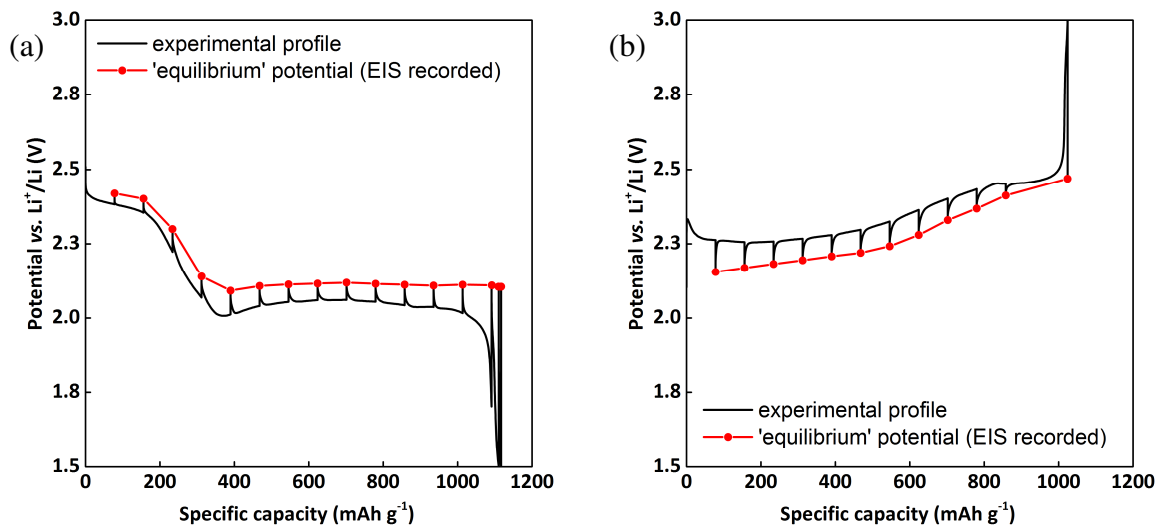 (a)
experimental profile
'equilibrium' potential (EIS recorded)
Potential vs. Li⁺/Li (V)
3.0
2.8
2.5
2.3
2.0
1.8
1.5
0 200 400 600 800 1000 1200
Specific capacity (mAh g⁻¹)
(b)
Potential vs. Li⁺/Li (V)
3.0
2.8
2.5
2.3
2.0
1.8
1.5
experimental profile
'equilibrium' potential (EIS recorded)
0 200 400 600 800 1000 1200
Specific capacity (mAh g⁻¹)